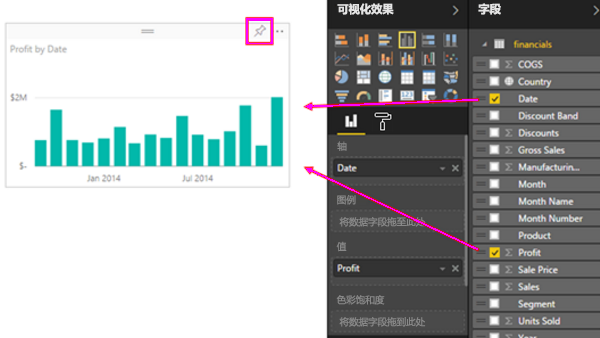 Profit by Date
$2M
$-
Jan 2014
Jul 2014
可视化效果
轴
Date
图例
将数据字段拖至此处
值
Profit
色彩饱和度
将数据字段拖到此处
字段
financials
COGS
Country
Date
Discount Band
Discounts
Gross Sales
Manufacturin...
Month
Month Name
Month Number
Product
Profit
Sale Price
Sales
Segment
Units Sold
Year